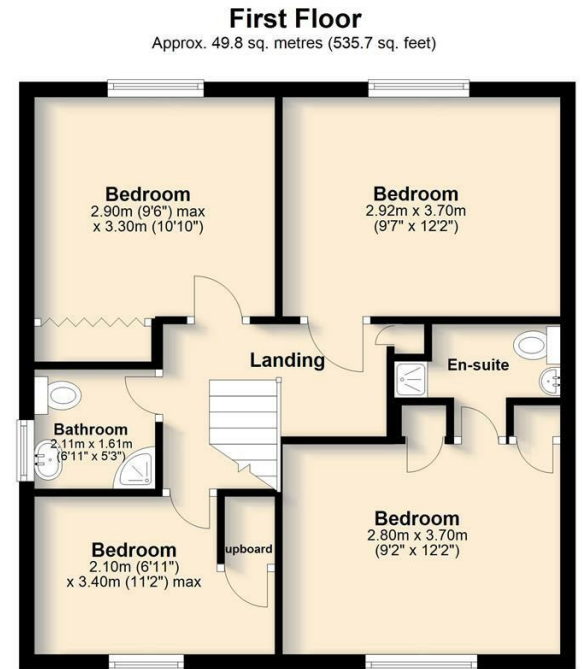 First Floor
Approx. 49.8 sq. metres (535.7 sq. feet)
Bedroom
2.90m (9'6") max
x 3.30m (10'10")
Bedroom
2.92m x 3.70m
(9'7" x 12'2")
Landing
En-suite
Bathroom
2.11m x 1.61m
(6'11" x 5'3")
Bedroom
2.10m (6'11")
x 3.40m (11'2") max
upboard
Bedroom
2.80m x 3.70m
(9'2" x 12'2")